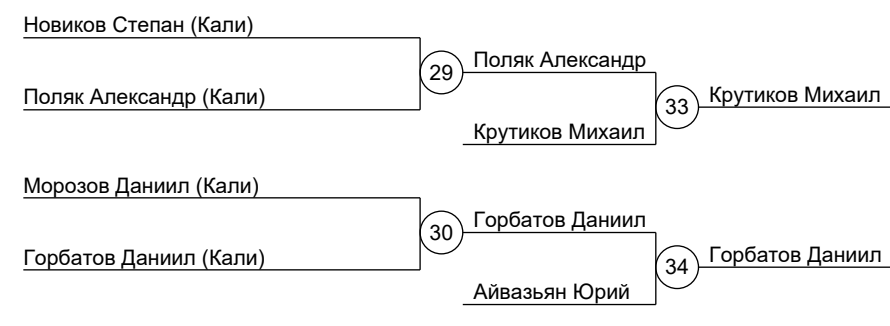 Новиков Степан (Кали)
29
Поляк Александр
Поляк Александр (Кали)
33
Крутиков Михаил
Крутиков Михаил
Морозов Даниил (Кали)
30
Горбатов Даниил
Горбатов Даниил (Кали)
34
Горбатов Даниил
Айвазьян Юрий